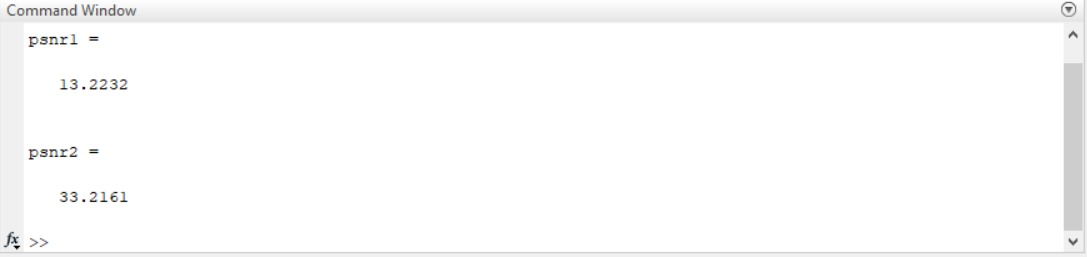 Command Window
psnr1 =
13.2232
psnr2 =
33.2161
fx >>